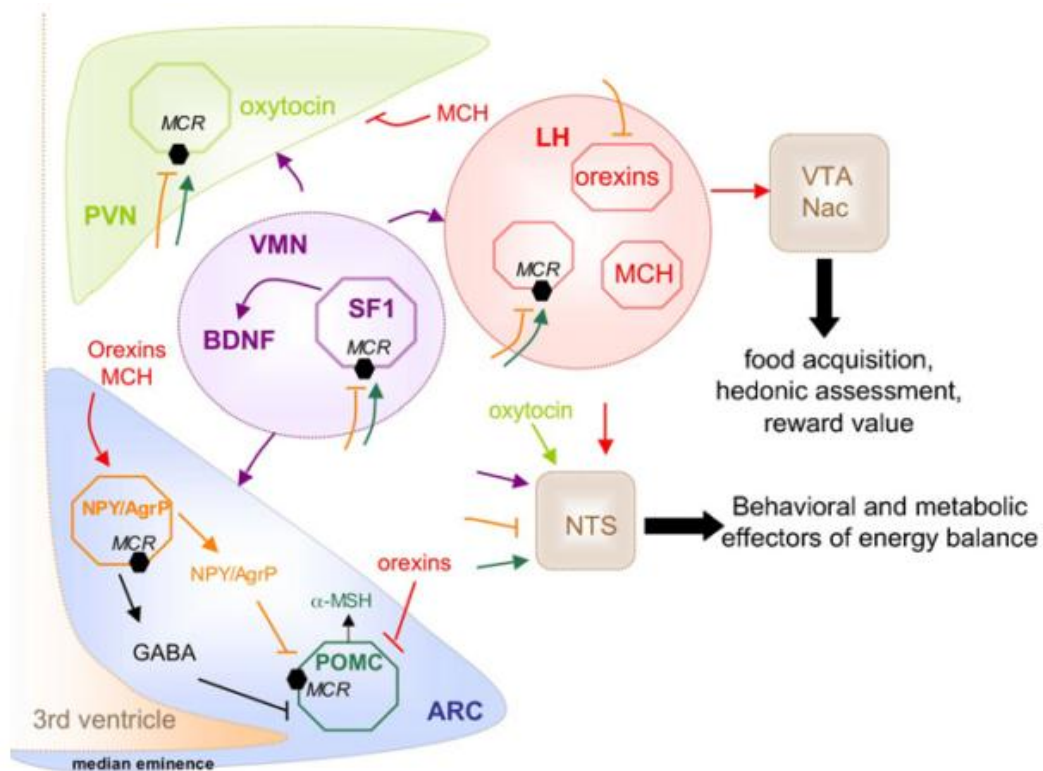 oxytocin
MCR
PVN
MCH
LH
orexins
MCR
MCH
VTA
Nac
food acquisition,
hedonic assessment,
reward value
VMN
SF1
BDNF
MCR
Orexins
MCH
NPY/AgrP
MCR
NPY/AgrP
GABA
α-MSH
POMC
MCR
orexins
ARC
oxytocin
NTS
Behavioral and metabolic
effectors of energy balance
3rd ventricle
median eminence